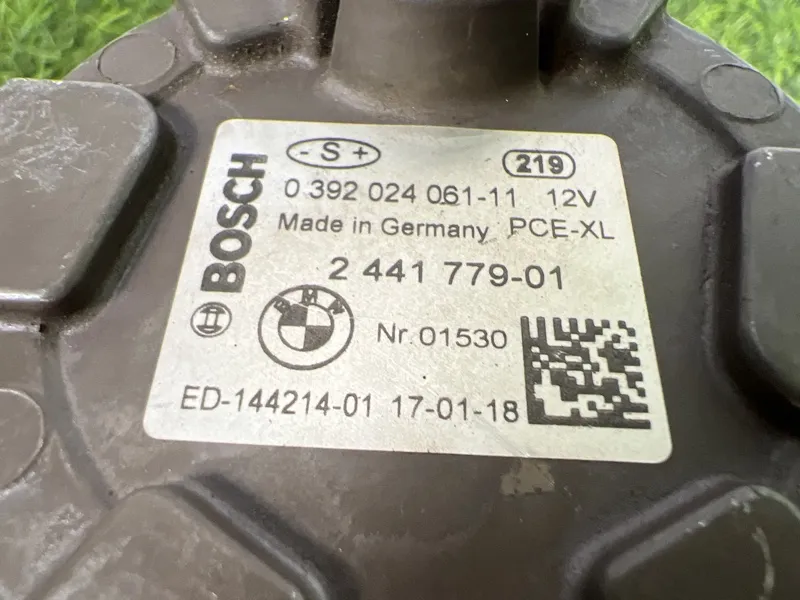 BOSCH
- S +
219
0 392 024 061-11 12V
Made in Germany PCE-XL
2 441 779-01
BMW
Nr. 01530
ED-144214-01 17-01-18